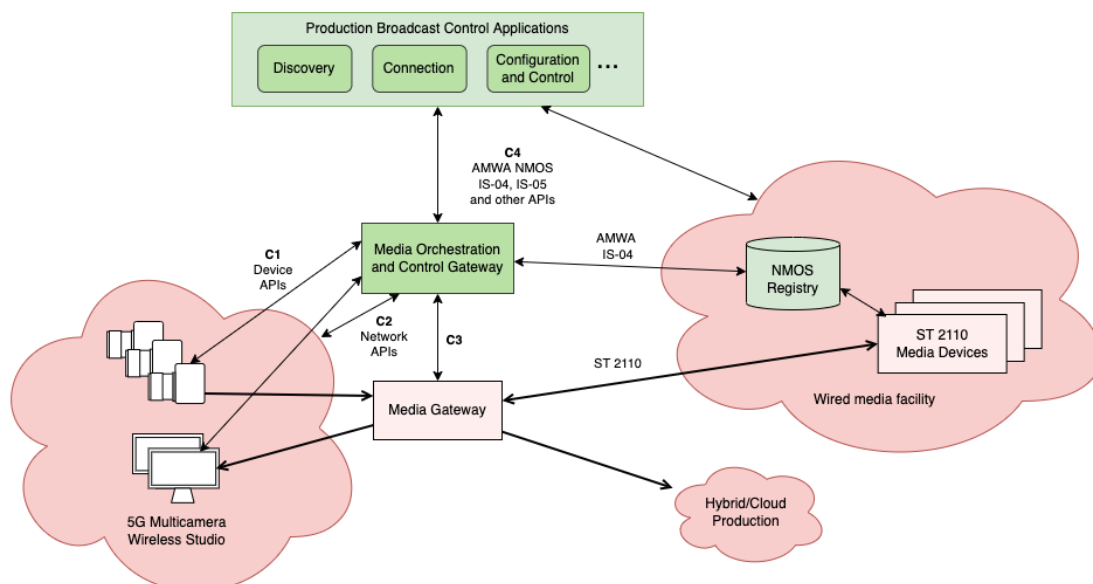 Production Broadcast Control Applications
Discovery
Connection
Configuration
and Control
...
C4
AMWA NMOS
IS-04, IS-05
and other APIs
Media Orchestration
and Control Gateway
AMWA
IS-04
NMOS
Registry
C1
Device
APIs
C2
Network
APIs
C3
ST 2110
ST 2110
Media Devices
Wired media facility
Media Gateway
Hybrid/Cloud
Production
5G Multicamera
Wireless Studio